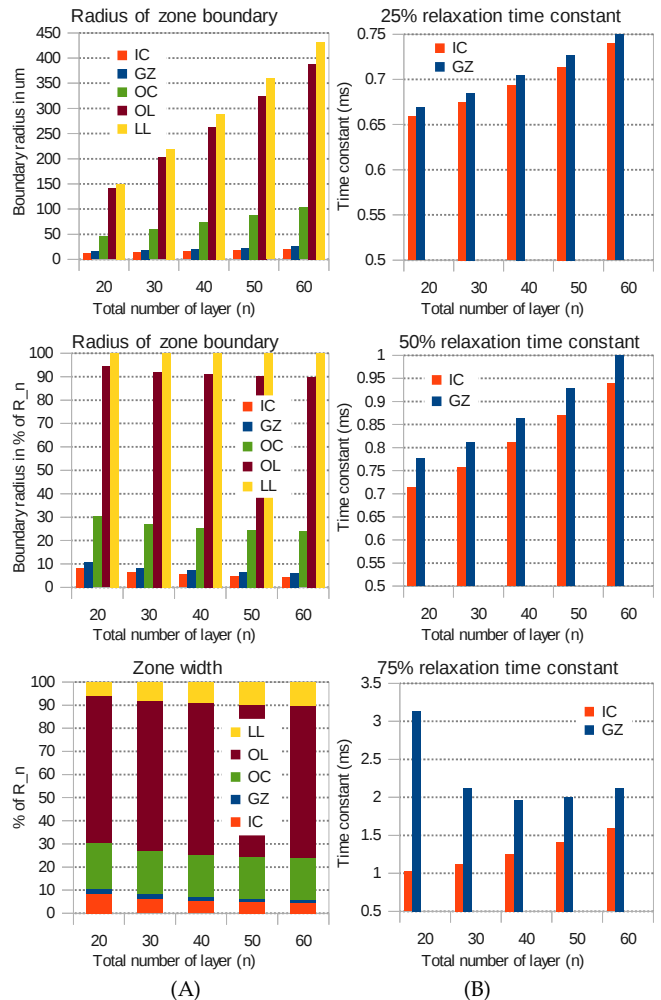 Radius of zone boundary
Boundary radius in um
450
400
350
300
250
200
150
100
50
0
IC
GZ
OC
OL
LL
20 30 40 50 60
Total number of layer (n)
25% relaxation time constant
Time constant (ms)
0.75
0.7
0.65
0.6
0.55
0.5
IC
GZ
20 30 40 50 60
Total number of layer (n)
Radius of zone boundary
Boundary radius in % of R_n
100
90
80
70
60
50
40
30
20
10
0
IC
GZ
OC
OL
LL
20 30 40 50 60
Total number of layer (n)
50% relaxation time constant
Time constant (ms)
1
0.95
0.9
0.85
0.8
0.75
0.7
0.65
0.6
0.55
0.5
IC
GZ
20 30 40 50 60
Total number of layer (n)
Zone width
% of R_n
100
90
80
70
60
50
40
30
20
10
0
LL
OL
OC
GZ
IC
20 30 40 50 60
Total number of layer (n)
75% relaxation time constant
Time constant (ms)
3.5
3
2.5
2
1.5
1
0.5
IC
GZ
20 30 40 50 60
Total number of layer (n)
(A)
(B)